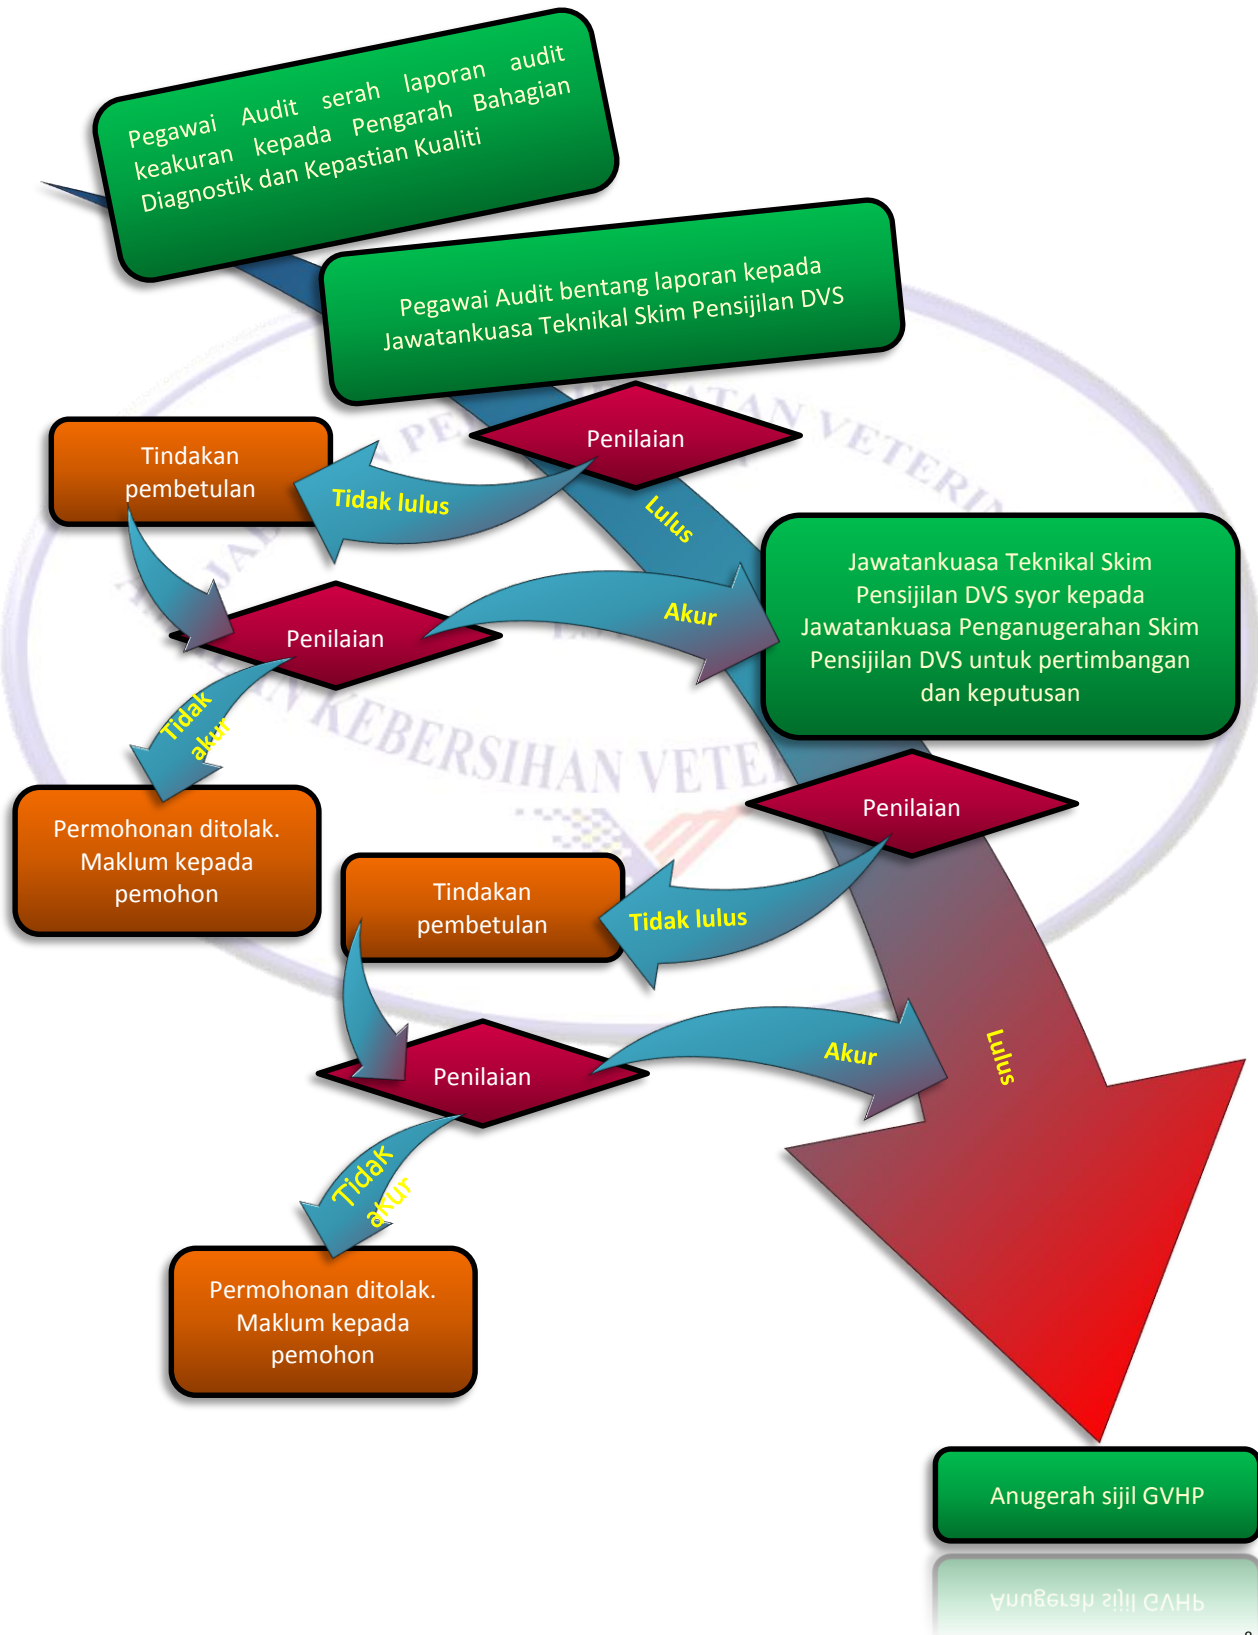 Pegawai Audit serah laporan audit
keakuran kepada Pengarah Bahagian
Diagnostik dan Kepastian Kualiti
Pegawai Audit bentang laporan kepada
Jawatankuasa Teknikal Skim Pensijilan DVS
Penilaian
Tindakan
pembetulan
Tidak lulus
Lulus
Jawatankuasa Teknikal Skim
Pensijilan DVS syor kepada
Jawatankuasa Penganugerahan Skim
Pensijilan DVS untuk pertimbangan
dan keputusan
Akur
Penilaian
Tidak
akur
KEBERSIHAN
Permohonan ditolak.
Maklum kepada
pemohon
Penilaian
Tindakan
pembetulan
Tidak lulus
Lulus
Akur
Penilaian
Tidak
akur
Permohonan ditolak.
Maklum kepada
pemohon
Anugerah sijil GVHP